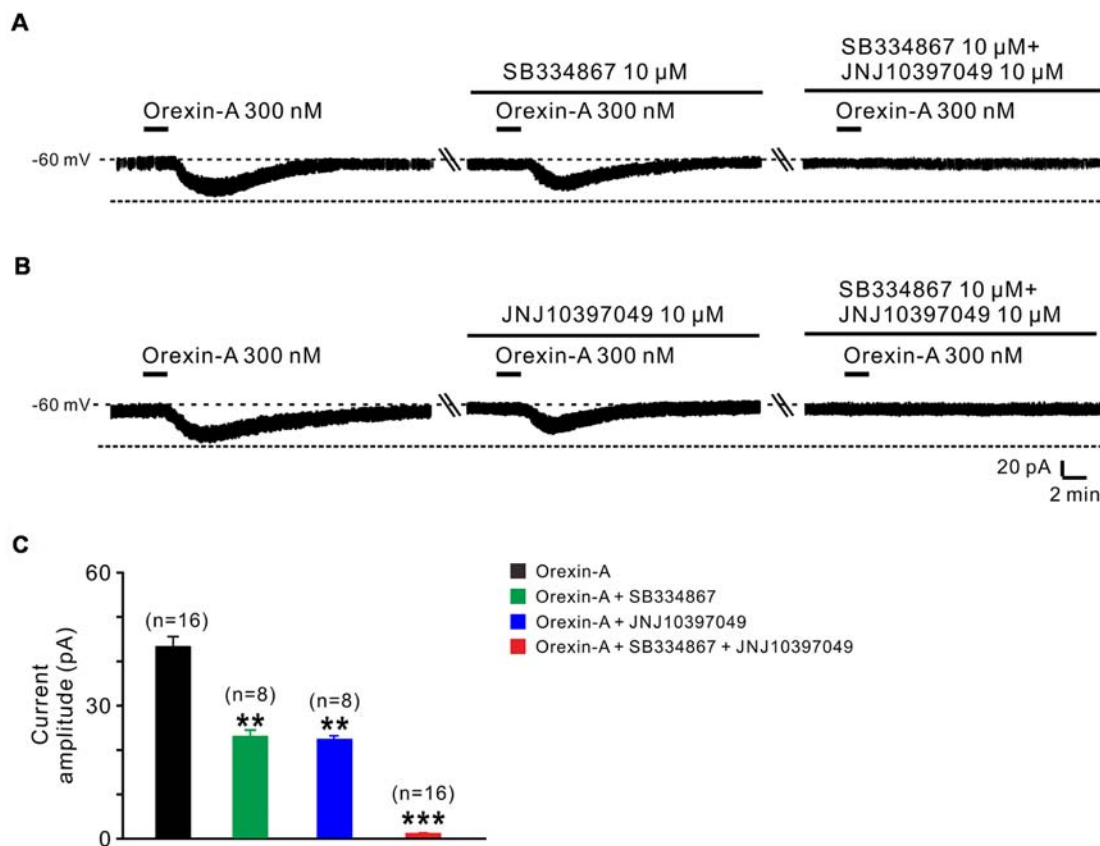 A
SB334867 10 µM+
SB334867 10 µM
JNJ10397049 10 µM
Orexin-A 300 nM
Orexin-A 300 nM
Orexin-A 300 nM
-60 mV
B
SB334867 10 µM+
JNJ10397049 10 µM
JNJ10397049 10 µM
Orexin-A 300 nM
Orexin-A 300 nM
Orexin-A 300 nM
-60 mV
20 pA
2 min
C
Current
amplitude (pA)
60
30
0
(n=16)
(n=8)
**
(n=8)
**
(n=16)
***
Orexin-A
Orexin-A + SB334867
Orexin-A + JNJ10397049
Orexin-A + SB334867 + JNJ10397049